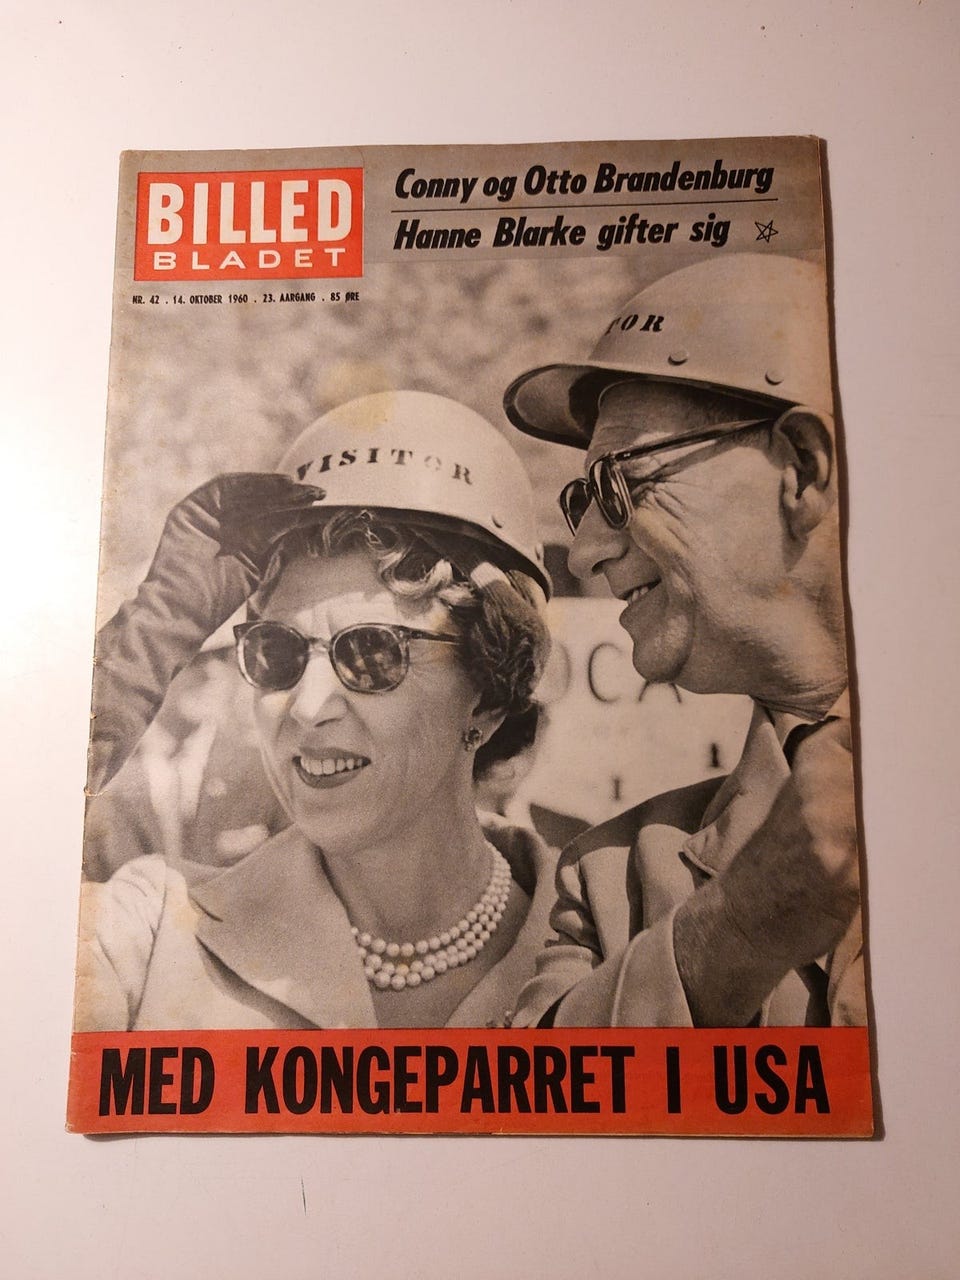 BILLED
BLADET
NR. 42 . 14. OKTOBER 1960 . 23. AARGANG . 85 ØRE
Conny og Otto Brandenburg
Hanne Blarke gifter sig
TOR
VISITOR
OCA
MED KONGEPARRET I USA